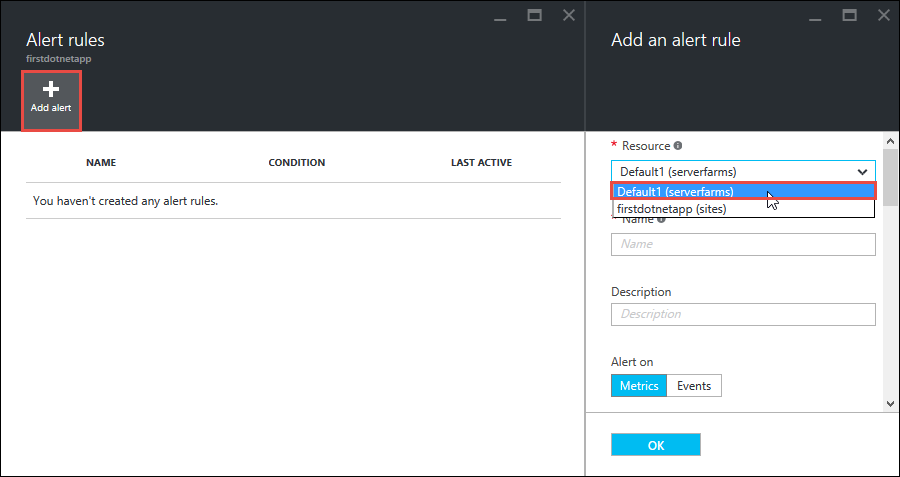 Alert rules
firstdotnetapp
Add alert
NAME CONDITION LAST ACTIVE
You haven't created any alert rules.
Add an alert rule
* Resource
Default1 (serverfarms)
Default1 (serverfarms)
firstdotnetapp (sites)
* Name
Name
Description
Description
Alert on
Metrics Events
OK